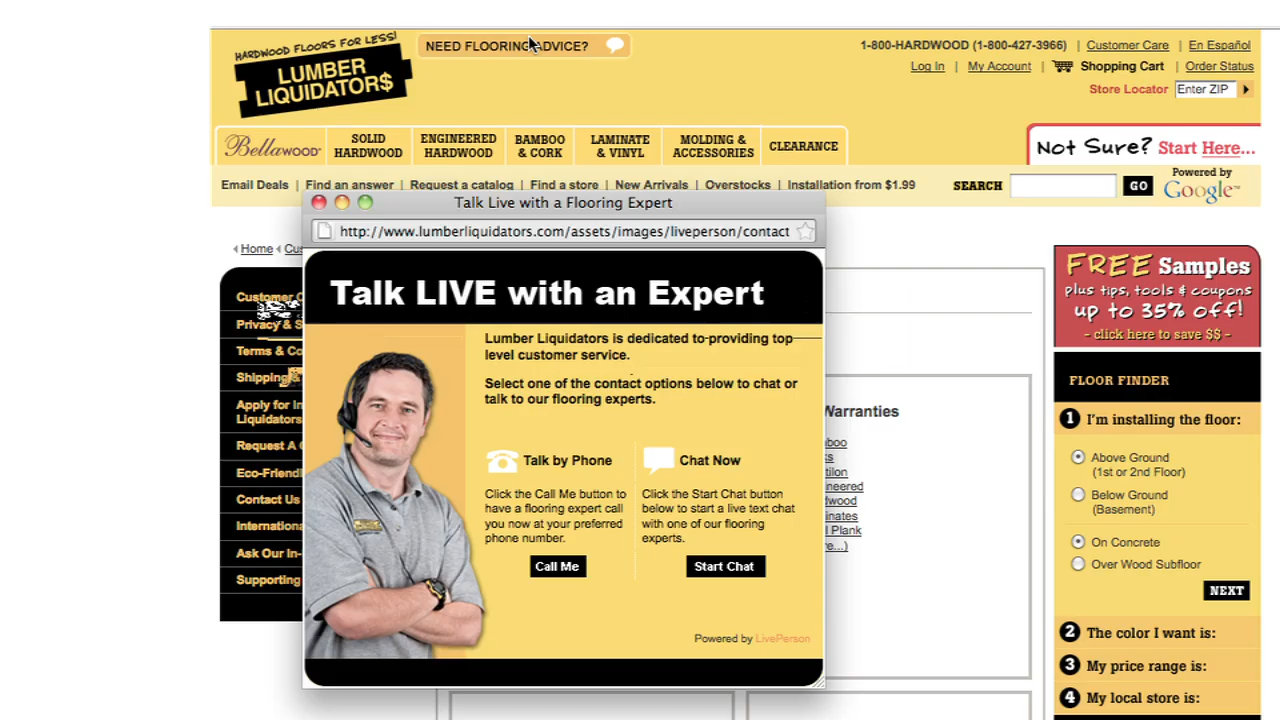 HARDWOOD FLOORS FOR LESS!
LUMBER
LIQUIDATOR$
NEED FLOORING ADVICE?
1-800-HARDWOOD (1-800-427-3966) | Customer Care | En Español
Log In | My Account | Shopping Cart | Order Status
Store Locator Enter ZIP
Bellawood
SOLID
HARDWOOD
ENGINEERED
HARDWOOD
BAMBOO
& CORK
LAMINATE
& VINYL
MOLDING &
ACCESSORIES
CLEARANCE
Not Sure? Start Here...
Email Deals | Find an answer | Request a catalog | Find a store | New Arrivals | Overstocks | Installation from $1.99
SEARCH GO
Powered by
Google™
Talk Live with a Flooring Expert
http://www.lumberliquidators.com/assets/images/liveperson/contact
Home
Talk LIVE with an Expert
Lumber Liquidators is dedicated to providing top
level customer service.
Select one of the contact options below to chat or
talk to our flooring experts.
Talk by Phone
Click the Call Me button to
have a flooring expert call
you now at your preferred
phone number.
Call Me
Chat Now
Click the Start Chat button
below to start a live text chat
with one of our flooring
experts.
Start Chat
Powered by LivePerson
Customer
Privacy & S
Terms & Co
Shipping
Apply for In
Liquidators
Request A
Eco-Friend
Contact Us
Internationa
Ask Our In-
Supporting
Warranties
boo
ks
tilon
ineered
dwood
inates
l Plank
re...)
FREE Samples
plus tips, tools & coupons
up to 35% off!
- click here to save $$ -
FLOOR FINDER
1 I'm installing the floor:
Above Ground
(1st or 2nd Floor)
Below Ground
(Basement)
On Concrete
Over Wood Subfloor
NEXT
2 The color I want is:
3 My price range is:
4 My local store is: